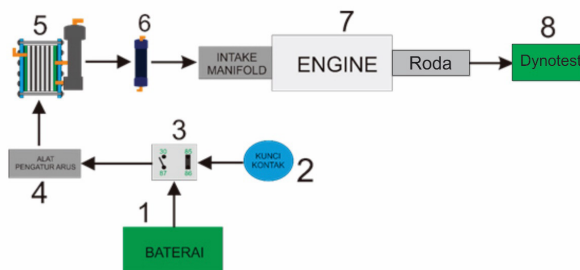 5
6
7
8
INTAKE
MANIFOLD
ENGINE
Roda
Dynotest
3
30
85
87
86
ALAT
PENGATUR ARUS
4
KUNCI
KONTAK
2
1
BATERAI